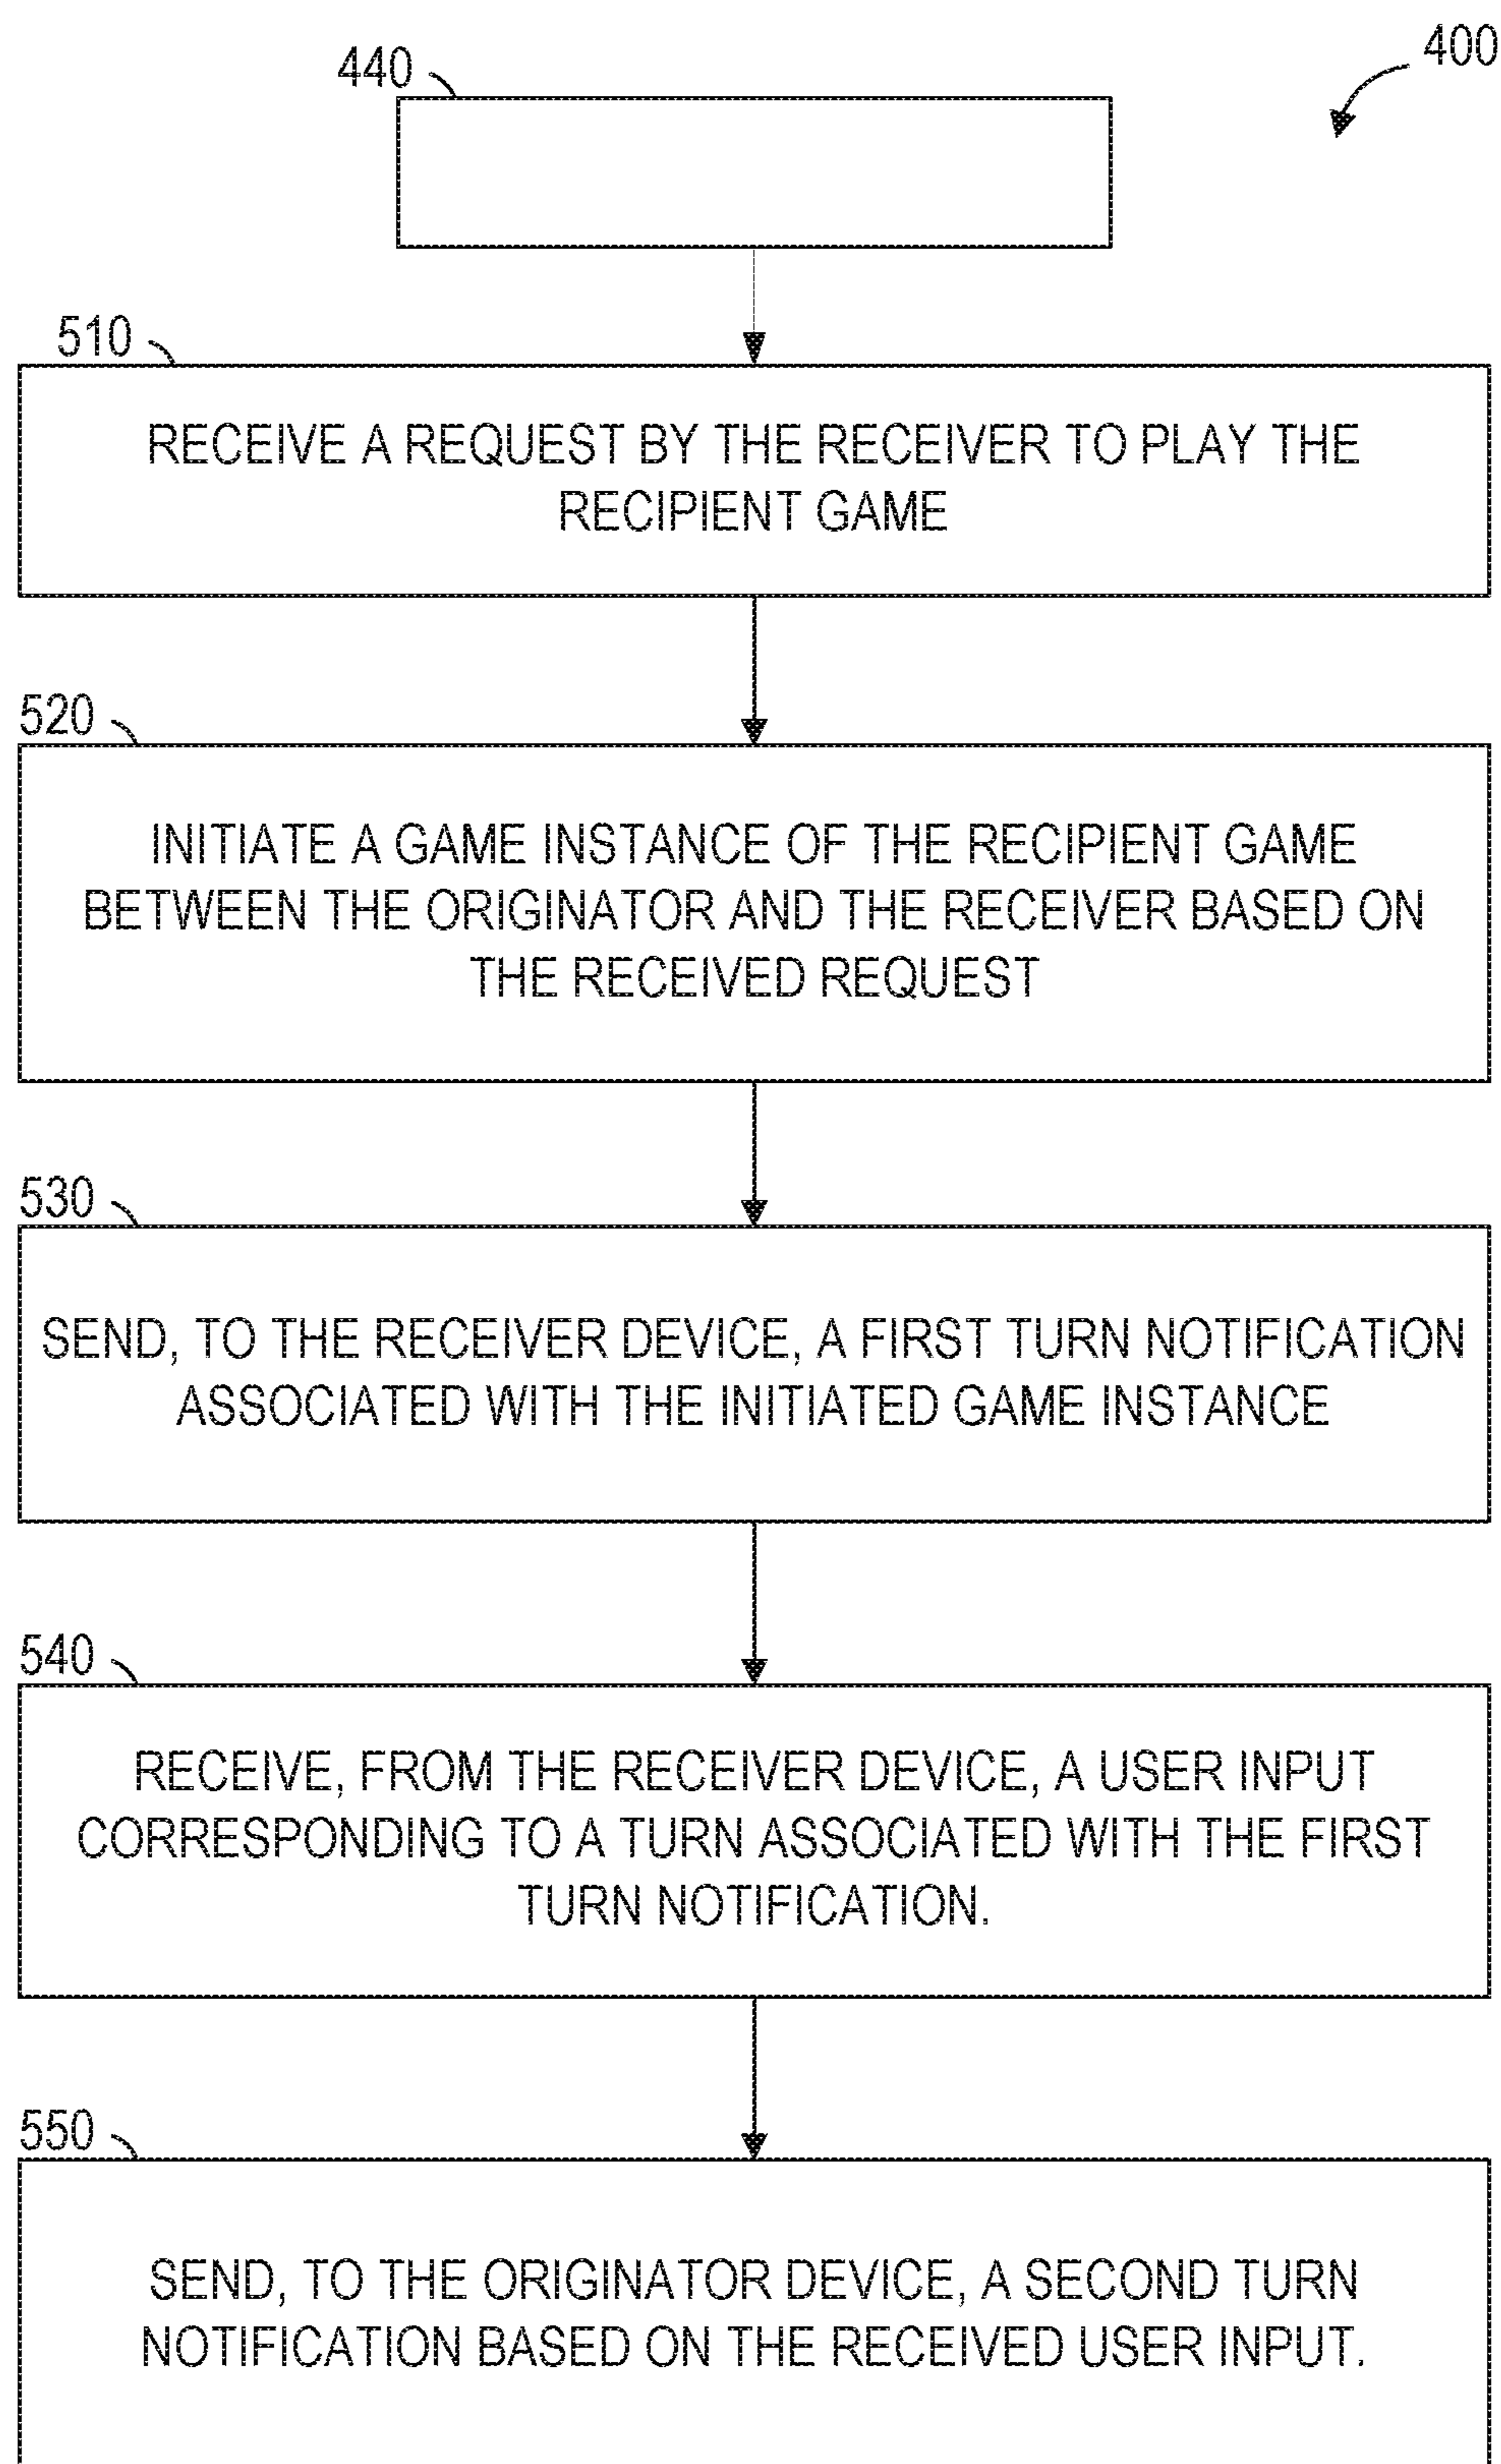 440
400
510
RECEIVE A REQUEST BY THE RECEIVER TO PLAY THE
RECIPIENT GAME
520
INITIATE A GAME INSTANCE OF THE RECIPIENT GAME
BETWEEN THE ORIGINATOR AND THE RECEIVER BASED ON
THE RECEIVED REQUEST
530
SEND, TO THE RECEIVER DEVICE, A FIRST TURN NOTIFICATION
ASSOCIATED WITH THE INITIATED GAME INSTANCE
540
RECEIVE, FROM THE RECEIVER DEVICE, A USER INPUT
CORRESPONDING TO A TURN ASSOCIATED WITH THE FIRST
TURN NOTIFICATION.
550
SEND, TO THE ORIGINATOR DEVICE, A SECOND TURN
NOTIFICATION BASED ON THE RECEIVED USER INPUT.